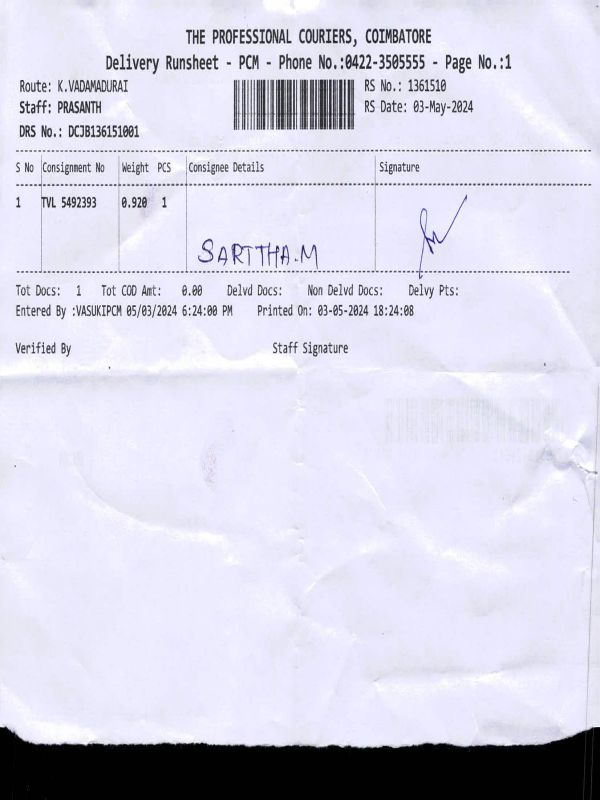 THE PROFESSIONAL COURIERS, COIMBATORE
Delivery Runsheet - PCM - Phone No.:0422-3505555 - Page No.:1
Route: K.VADAMADURAI RS No.: 1361510
Staff: PRASANTH RS Date: 03-May-2024
DRS No.: DCJB136151001
S No Consignment No Weight PCS Consignee Details Signature
1 TVL 5492393 0.920 1
SARTTHA.M
Tot Docs: 1 Tot COD Amt: 0.00 Delvd Docs: Non Delvd Docs: Delvy Pts:
Entered By :VASUKIPCM 05/03/2024 6:24:00 PM Printed On: 03-05-2024 18:24:08
Verified By Staff Signature